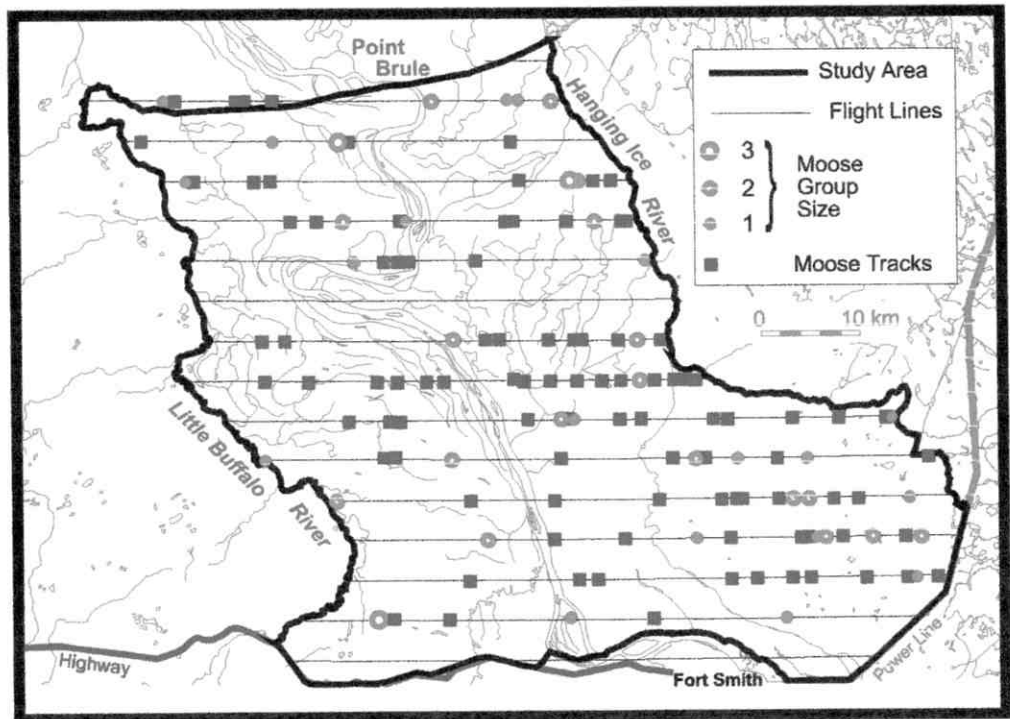 Point
Brule
Hanging Ice
River
Study Area
Flight Lines
3
2
1
Moose
Group
Size
Moose Tracks
0 10 km
Little Buffalo
River
Highway
Fort Smith
Power Line